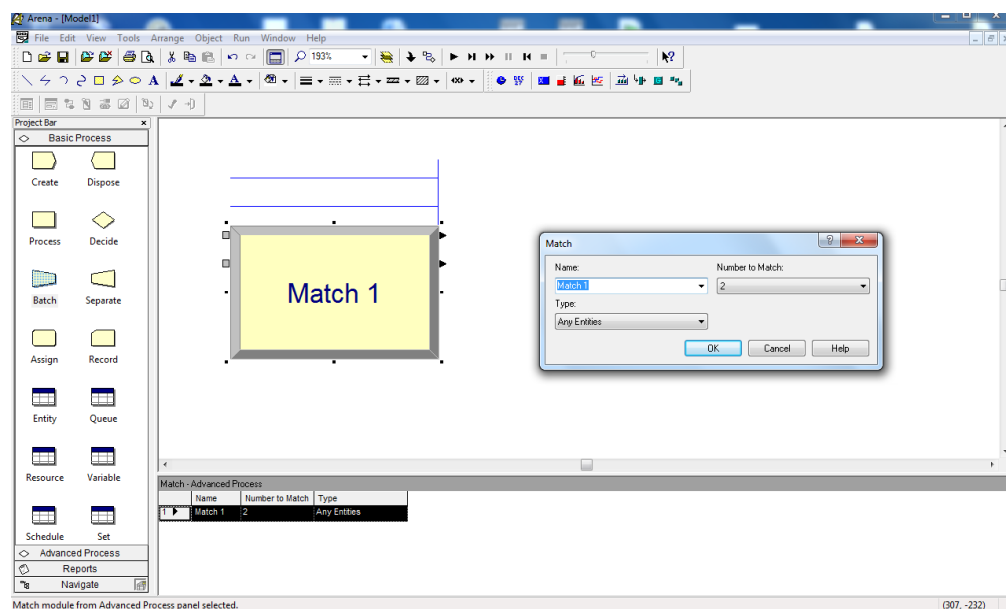 Arena - [Model1]
File Edit View Tools Arrange Object Run Window Help
193%
Project Bar
Basic Process
Create Dispose
Process Decide
Batch Separate
Assign Record
Entity Queue
Resource Variable
Schedule Set
Advanced Process
Reports
Navigate
Match 1
Match
Name: Number to Match:
Match 1 2
Type:
Any Entities
OK Cancel Help
Match - Advanced Process
Name Number to Match Type
1 Match 1 2 Any Entities
Match module from Advanced Process panel selected. (307, -232)